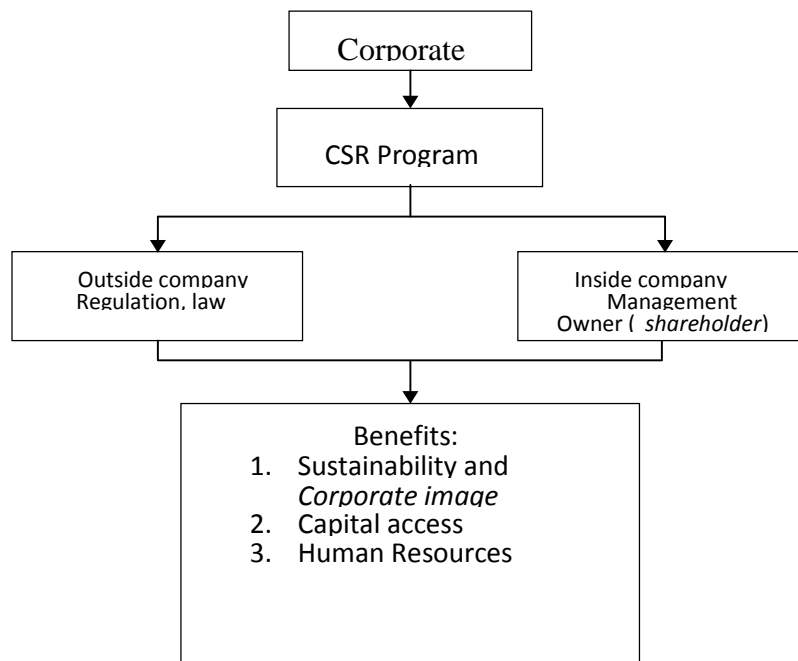 Corporate
CSR Program
Outside company
Regulation, law
Inside company
Management
Owner ( shareholder)
Benefits:
1. Sustainability and
Corporate image
2. Capital access
3. Human Resources